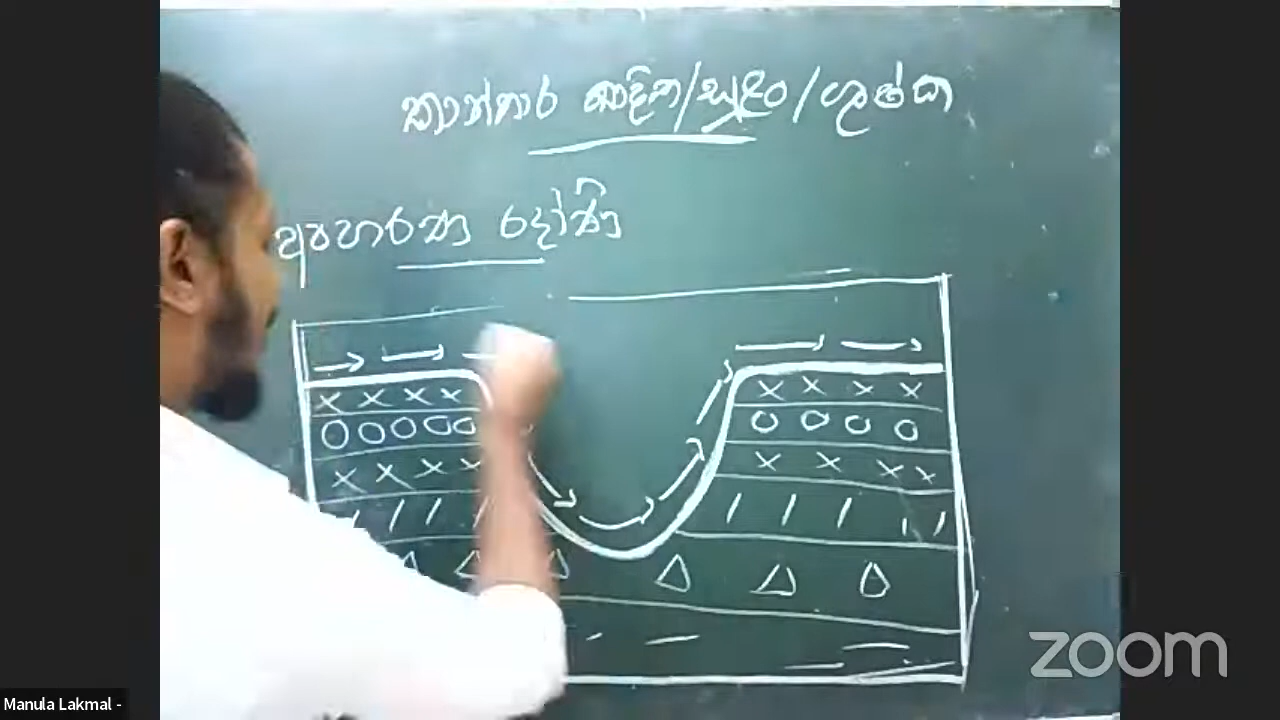 කාන්තාර ඛාදිත/සුළං/ශුෂ්ක
අපහරණ ද්‍රෝණි
zoom
Manula Lakmal -